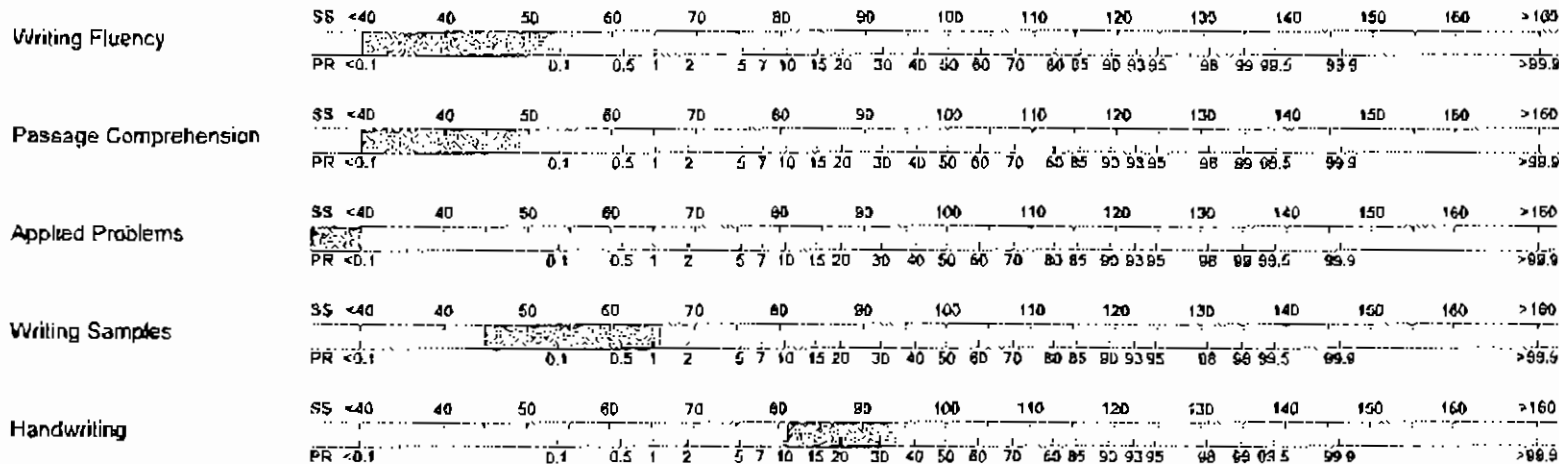 SS <40 40 50 60 70 80 90 100 110 120 130 140 150 160 >160
Writing Fluency
PR <0.1 0.1 0.5 1 2 5 7 10 15 20 30 40 50 60 70 80 85 90 93 95 98 99 99.5 99.9 >99.9
SS <40 40 50 60 70 80 90 100 110 120 130 140 150 160 >160
Passage Comprehension
PR <0.1 0.1 0.5 1 2 5 7 10 15 20 30 40 50 60 70 80 85 90 93 95 98 99 99.5 99.9 >99.9
SS <40 40 50 60 70 80 90 100 110 120 130 140 150 160 >160
Applied Problems
PR <0.1 0.1 0.5 1 2 5 7 10 15 20 30 40 50 60 70 80 85 90 93 95 98 99 99.5 99.9 >99.9
SS <40 40 50 60 70 80 90 100 110 120 130 140 150 160 >160
Writing Samples
PR <0.1 0.1 0.5 1 2 5 7 10 15 20 30 40 50 60 70 80 85 90 93 95 98 99 99.5 99.9 >99.9
SS <40 40 50 60 70 80 90 100 110 120 130 140 150 160 >160
Handwriting
PR <0.1 0.1 0.5 1 2 5 7 10 15 20 30 40 50 60 70 80 85 90 93 95 98 99 99.5 99.9 >99.9